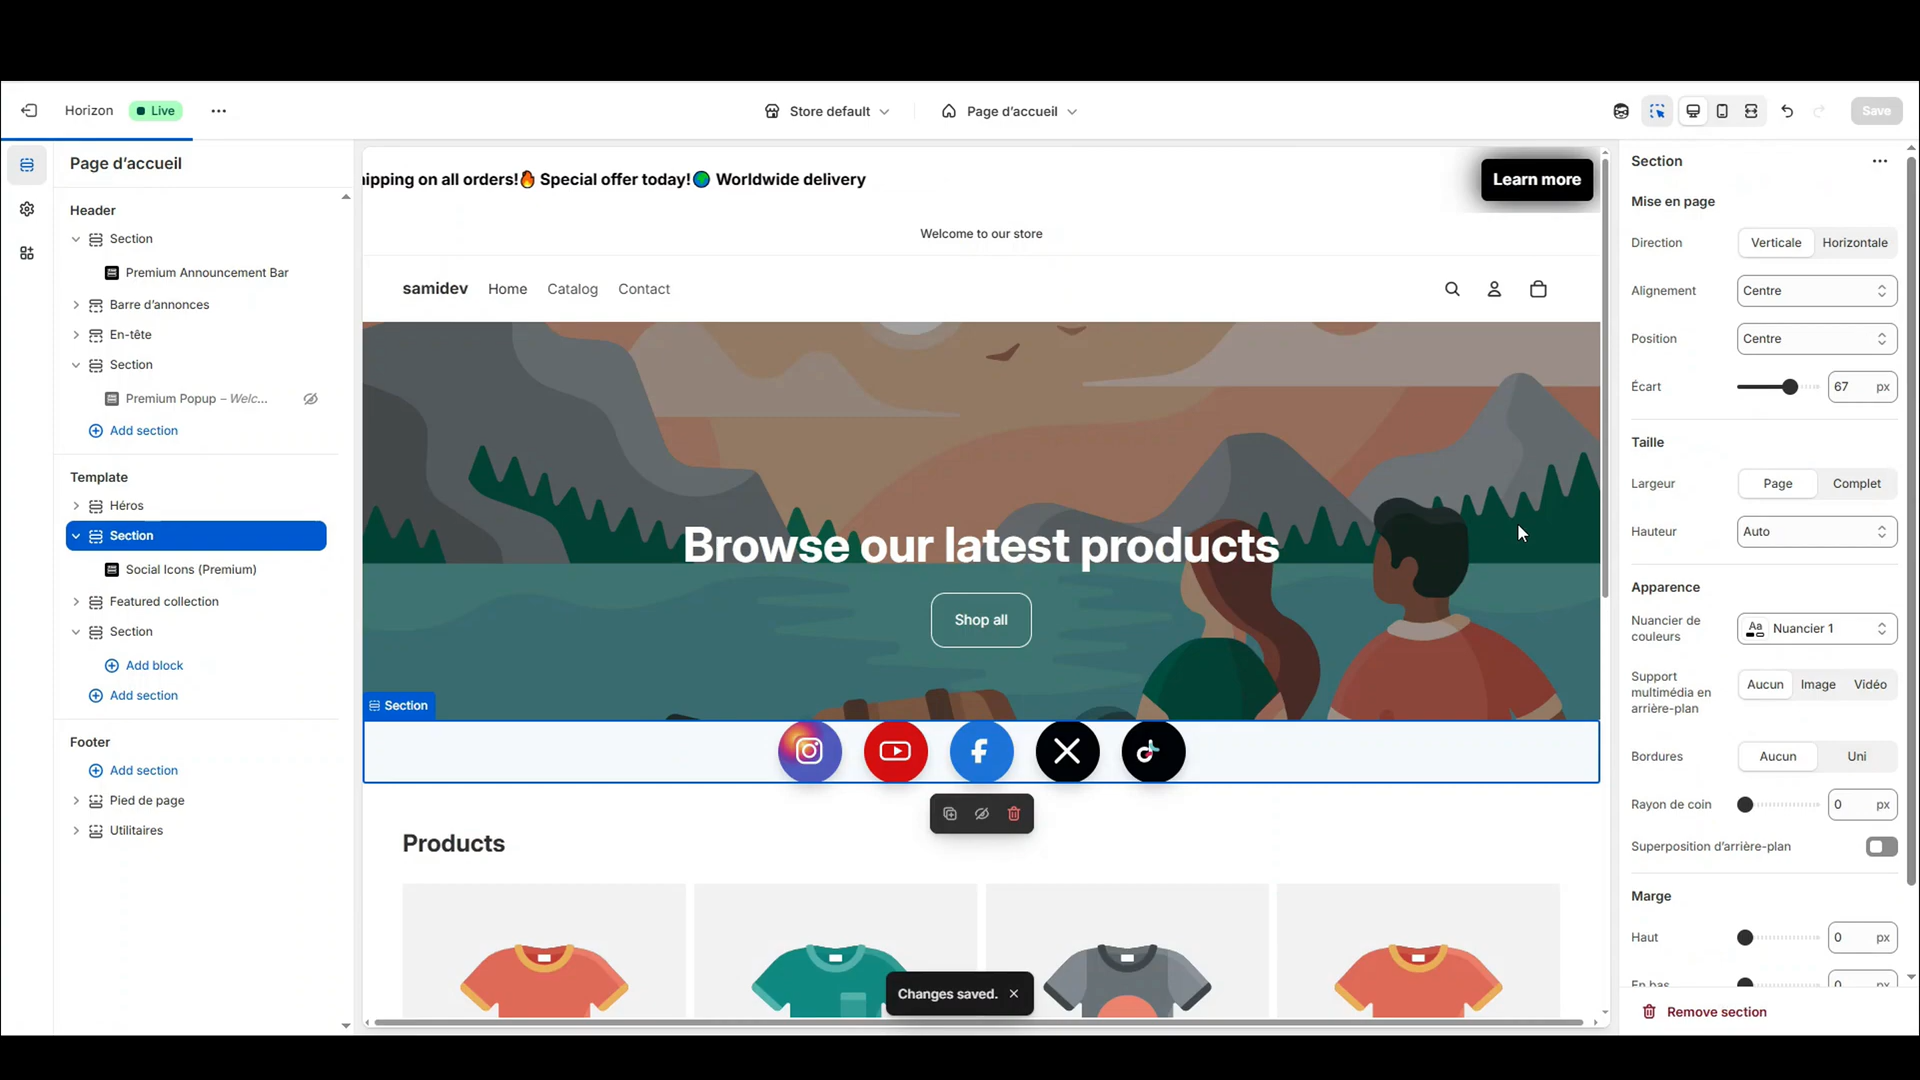 Horizon
Live
Store default
Page d’accueil
Save
Page d’accueil
Header
Section
Premium Announcement Bar
Barre d’annonces
En-tête
Section
Premium Popup – Welc...
Add section
Template
Héros
Section
Social Icons (Premium)
Featured collection
Section
Add block
Add section
Footer
Add section
Pied de page
Utilitaires
hipping on all orders!🔥 Special offer today!🌍 Worldwide delivery
Learn more
Welcome to our store
samidev
Home
Catalog
Contact
Browse our latest products
Shop all
Section
Products
Changes saved.
Section
Mise en page
Direction
Verticale
Horizontale
Alignement
Centre
Position
Centre
Écart
67
px
Taille
Largeur
Page
Complet
Hauteur
Auto
Apparence
Nuancier de
couleurs
Aa
Nuancier 1
Support
multimédia en
arrière-plan
Aucun
Image
Vidéo
Bordures
Aucun
Uni
Rayon de coin
0
px
Superposition d’arrière-plan
Marge
Haut
0
px
En bas
0
px
Remove section